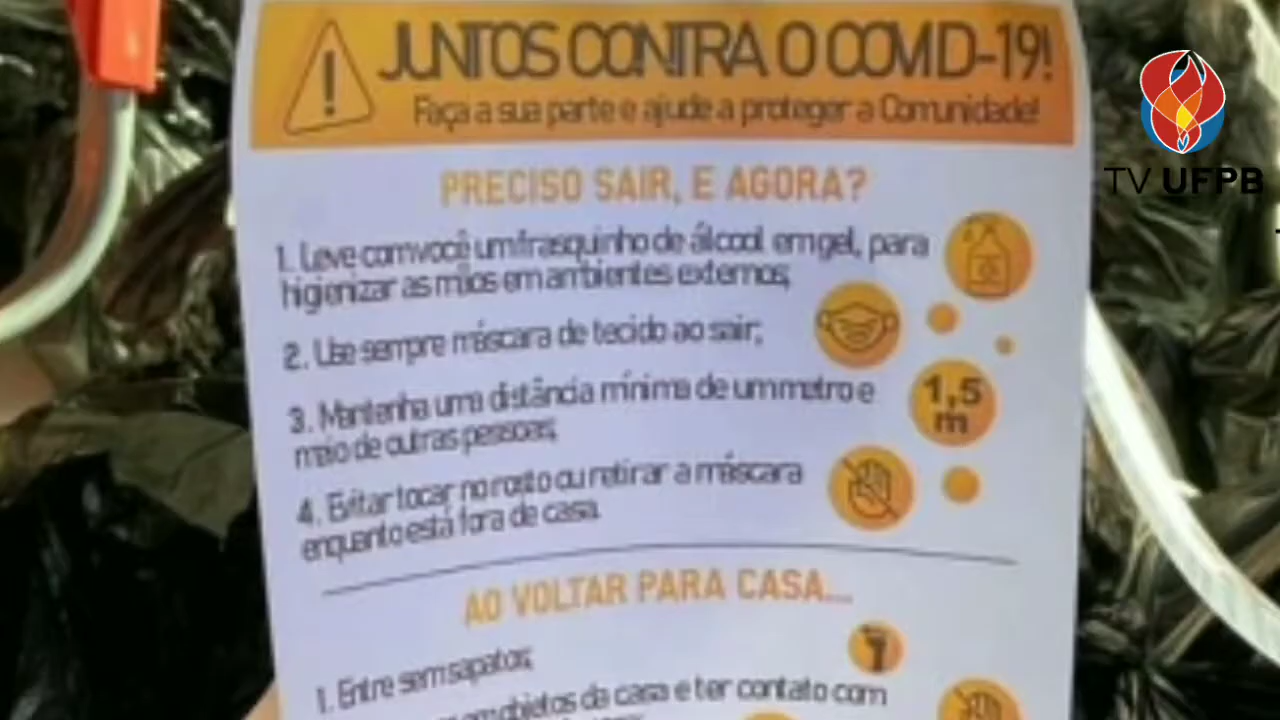 JUNTOS CONTRA O COVID-19!
Faça a sua parte e ajude a proteger a Comunidade!
TV UFPB
PRECISO SAIR, E AGORA?
1. Leve com você um frasquinho de álcool em gel, para
higienizar as mãos em ambientes externos;
2. Use sempre máscara de tecido ao sair;
3. Mantenha uma distância mínima de um metro e
meio de outras pessoas;
1,5
m
4. Evitar tocar no rosto ou retirar a máscara
enquanto está fora de casa.
AO VOLTAR PARA CASA...
1. Entre sem sapatos;
em objetos da casa e ter contato com